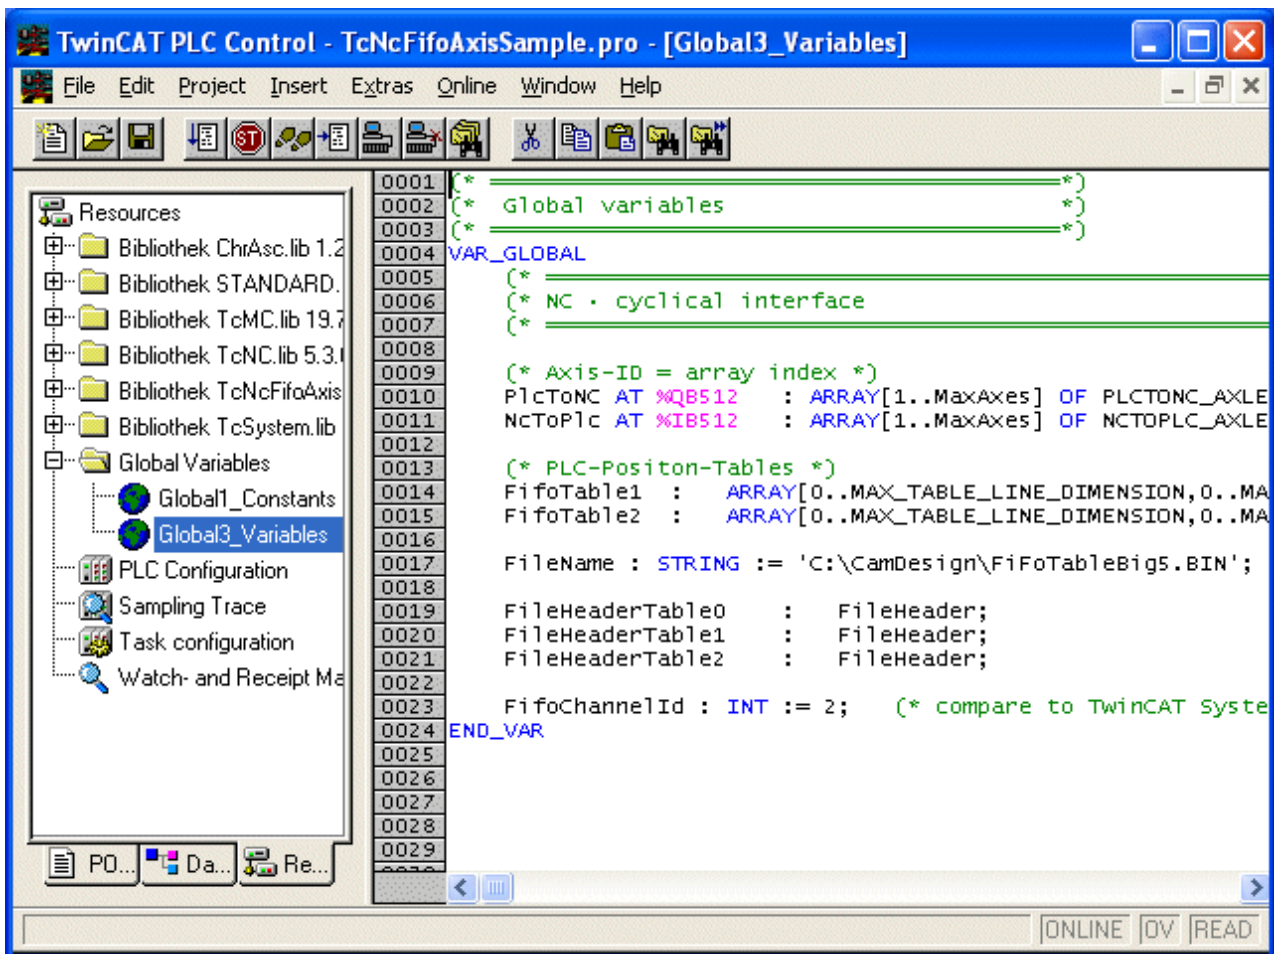 TwinCAT PLC Control - TcNcFifoAxisSample.pro - [Global3_Variables]
File Edit Project Insert Extras Online Window Help
Resources
Bibliothek ChrAsc.lib 1.2
Bibliothek STANDARD.
Bibliothek TcMC.lib 19.7
Bibliothek TcNC.lib 5.3.
Bibliothek TcNcFifoAxis
Bibliothek TcSystem.lib
Global Variables
Global1_Constants
Global3_Variables
PLC Configuration
Sampling Trace
Task configuration
Watch- and Receipt Ma
PO... Da... Re...
0001 (* ═══════════════════════*)
0002 (* Global variables *)
0003 (* ═══════════════════════*)
0004 VAR_GLOBAL
0005 (* ═══════════════════════
0006 (* NC · cyclical interface
0007 (* ═══════════════════════
0008
0009 (* Axis-ID = array index *)
0010 PlcToNC AT %QB512 : ARRAY[1..MaxAxes] OF PLCTONC_AXLE
0011 NcToPlc AT %IB512 : ARRAY[1..MaxAxes] OF NCTOPLC_AXLE
0012
0013 (* PLC-Positon-Tables *)
0014 FifoTable1 : ARRAY[0..MAX_TABLE_LINE_DIMENSION,0..MA
0015 FifoTable2 : ARRAY[0..MAX_TABLE_LINE_DIMENSION,0..MA
0016
0017 FileName : STRING := 'C:\CamDesign\FiFoTableBig5.BIN';
0018
0019 FileHeaderTable0 : FileHeader;
0020 FileHeaderTable1 : FileHeader;
0021 FileHeaderTable2 : FileHeader;
0022
0023 FifoChannelId : INT := 2; (* compare to TwinCAT Syste
0024 END_VAR
0025
0026
0027
0028
0029
ONLINE OV READ